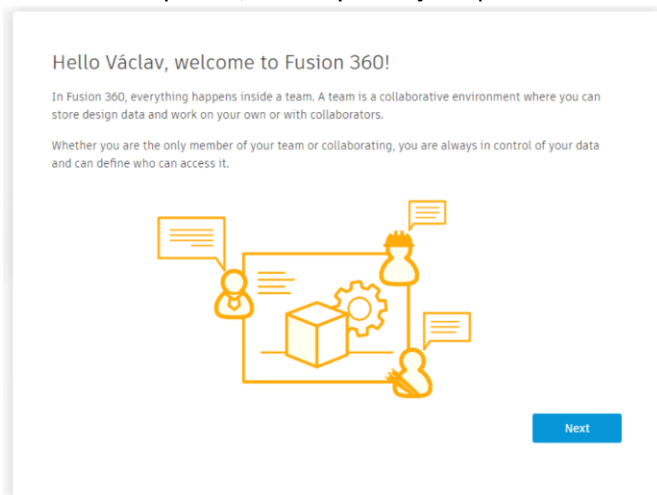 Hello Václav, welcome to Fusion 360!
In Fusion 360, everything happens inside a team. A team is a collaborative environment where you can
store design data and work on your own or with collaborators.
Whether you are the only member of your team or collaborating, you are always in control of your data
and can define who can access it.
Next